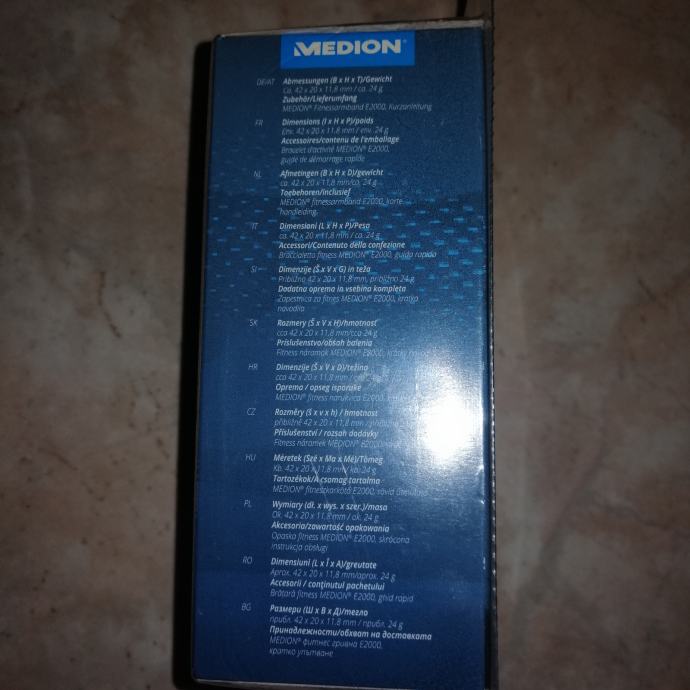 MEDION®
DE/AT Abmessungen (B x H x T)/Gewicht
Ca. 42 x 20 x 11,8 mm / ca. 24 g
Zubehör/Lieferumfang
MEDION® Fitnessarmband E2000, Kurzanleitung
FR Dimensions (l x H x P)/poids
Env. 42 x 20 x 11,8 mm / env. 24 g
Accessoires/contenu de l'emballage
Bracelet d'activité MEDION® E2000,
guide de démarrage rapide
NL Afmetingen (B x H x D)/gewicht
ca. 42 x 20 x 11,8 mm/ca. 24 g
Toebehoren/inclusief
MEDION® fitnessarmband E2000, korte
handleiding
IT Dimensioni (L x H x P)/Peso
ca. 42 x 20 x 11,8 mm / ca. 24 g
Accessori/Contenuto della confezione
Braccialetto fitness MEDION® E2000, guida rapida
SI Dimenzije (Š x V x G) in teža
Približno 42 x 20 x 11,8 mm, približno 24 g
Dodatna oprema in vsebina kompleta
Zapestnica za fitnes MEDION® E2000, kratka
navodila
SK Rozmery (Š x V x H)/hmotnosť
cca 42 x 20 x 11,8 mm/cca 24 g
Príslušenstvo/obsah balenia
Fitness náramok MEDION® E2000, krátky
HR Dimenzije (Š x V x D)/težina
cca 42 x 20 x 11,8 mm /
Oprema / opseg isporuke
MEDION® fitness narukvica E2000,
CZ Rozměry (š x v x h) / hmotnost
přibližně 42 x 20 x 11,8 mm /
Příslušenství / rozsah dodávky
Fitness náramek MEDION® E2000
HU Méretek (Szé x Ma x Mé)/Tömeg
Kb. 42 x 20 x 11,8 mm / kb. 24 g
Tartozékok/A csomag tartalma
MEDION® fitneszkarkötő E2000, rövid
PL Wymiary (dł. x wys. x szer.)/masa
Ok. 42 x 20 x 11,8 mm / ok. 24 g
Akcesoria/zawartość opakowania
Opaska fitness MEDION® E2000, skrócona
instrukcja obsługi
RO Dimensiuni (L x Î x A)/greutate
Aprox. 42 x 20 x 11,8 mm/aprox. 24 g
Accesorii / conținutul pachetului
Brățară fitness MEDION® E2000, ghid rapid
BG Размери (Ш x В x Д)/тегло
прибл. 42 x 20 x 11,8 mm / прибл. 24 g
Принадлежности/обхват на доставката
MEDION® фитнес гривна E2000,
кратко упътване